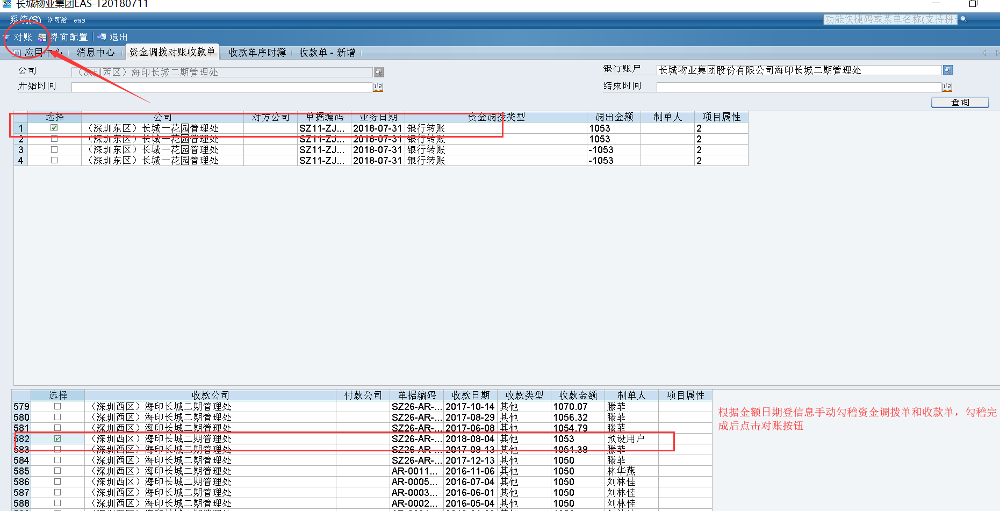 长城物业集团EAS-T20180711
系统(S) 许可给: eas 功能快捷码或菜单名称(支持拼音
对账 界面配置 退出
应用中心 消息中心 资金调拨对账收款单 收款单序时簿 收款单 - 新增
公司 （深圳西区）海印长城二期管理处 银行账户 长城物业集团股份有限公司海印长城二期管理处
开始时间 12 结束时间 12
查询
选择 公司 对方公司 单据编码 业务日期 资金调拨类型 调出金额 制单人 项目属性
1 （深圳东区）长城一花园管理处 SZ11-ZJ... 2018-07-31 银行转账 1053 2
2 （深圳东区）长城一花园管理处 SZ11-ZJ... 2018-07-31 银行转账 1053 2
3 （深圳东区）长城一花园管理处 SZ11-ZJ... 2018-07-31 银行转账 -1053 2
4 （深圳东区）长城一花园管理处 SZ11-ZJ... 2018-07-31 银行转账 -1053 2
选择 收款公司 付款公司 单据编码 收款日期 收款类型 收款金额 制单人 项目属性
579 （深圳西区）海印长城二期管理处 SZ26-AR-... 2017-10-14 其他 1070.07 滕菲
580 （深圳西区）海印长城二期管理处 SZ26-AR-... 2017-08-29 其他 1056.32 滕菲
581 （深圳西区）海印长城二期管理处 SZ26-AR-... 2017-06-08 其他 1054.79 滕菲
582 （深圳西区）海印长城二期管理处 SZ26-AR-... 2018-08-04 其他 1053 预设用户
583 （深圳西区）海印长城二期管理处 SZ26-AR-... 2017-09-13 其他 1051.38 滕菲
584 （深圳西区）海印长城二期管理处 SZ26-AR-... 2017-12-13 其他 1050 滕菲
585 （深圳西区）海印长城二期管理处 AR-0011... 2016-11-06 其他 1050 林华燕
586 （深圳西区）海印长城二期管理处 AR-0005... 2016-07-04 其他 1050 刘林佳
587 （深圳西区）海印长城二期管理处 AR-0003... 2016-06-01 其他 1050 刘林佳
588 （深圳西区）海印长城二期管理处 AR-0002... 2016-05-04 其他 1050 刘林佳
根据金额日期登信息手动勾稽资金调拨单和收款单，勾稽完
成后点击对账按钮